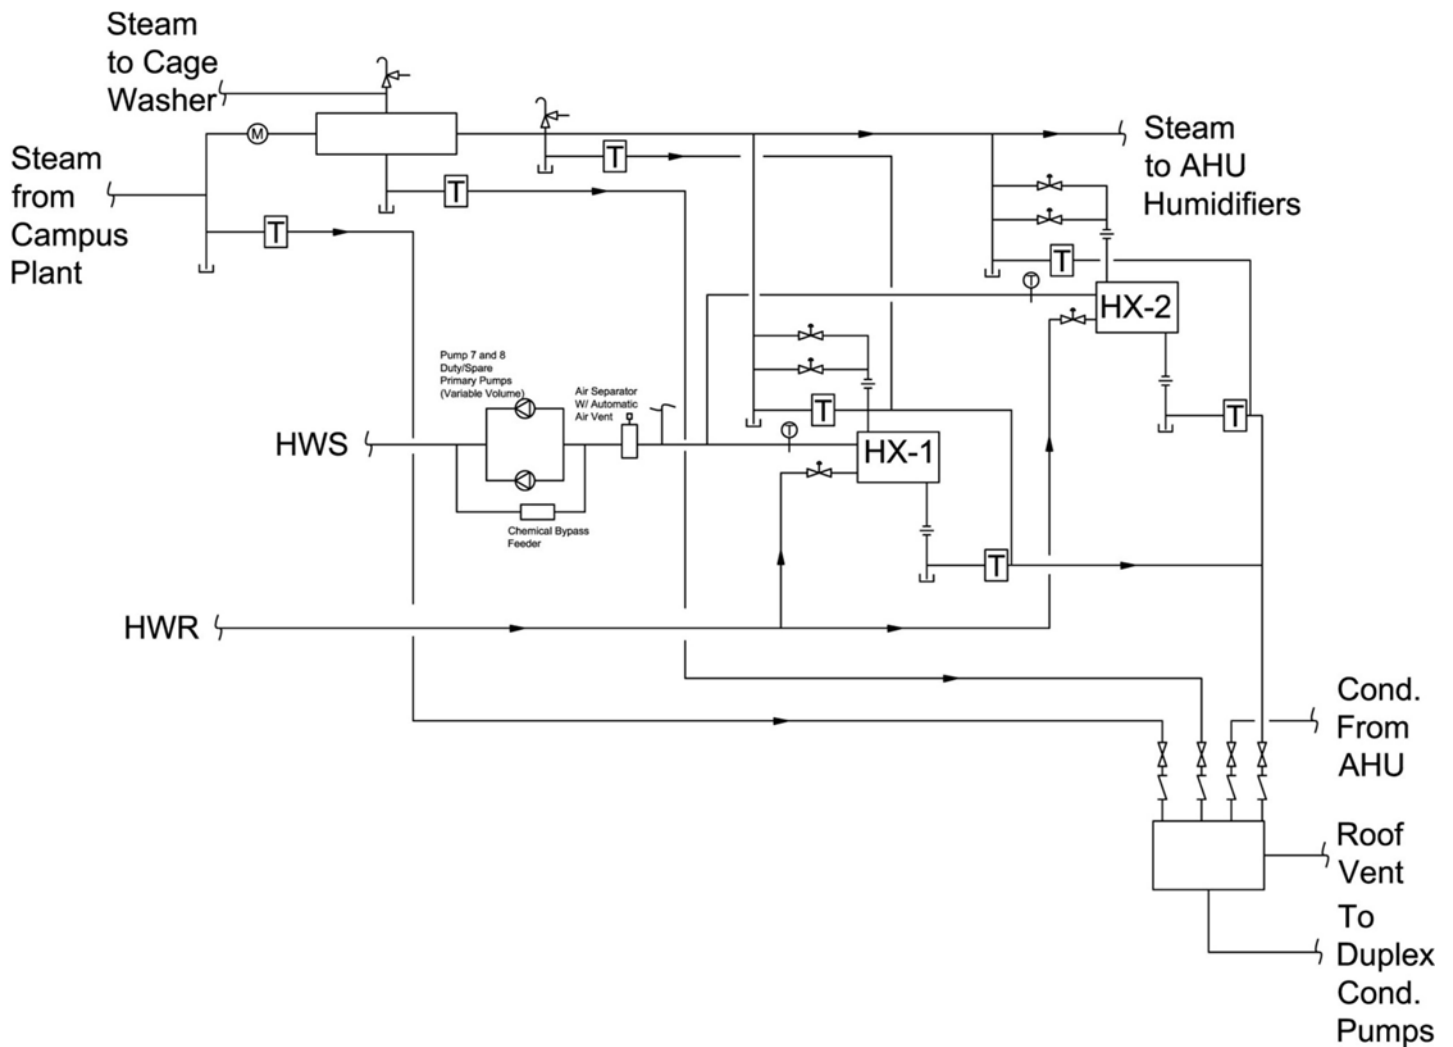 Steam
to Cage
Washer
M
Steam
to AHU
Humidifiers
Steam
from
Campus
Plant
T
T
T
T
T
HX-2
Pump 7 and 8
Duty/Spare
Primary Pumps
(Variable Volume)
Air Separator
W/ Automatic
Air Vent
T
T
T
HWS
HX-1
Chemical Bypass
Feeder
T
HWR
Cond.
From
AHU
Roof
Vent
To
Duplex
Cond.
Pumps